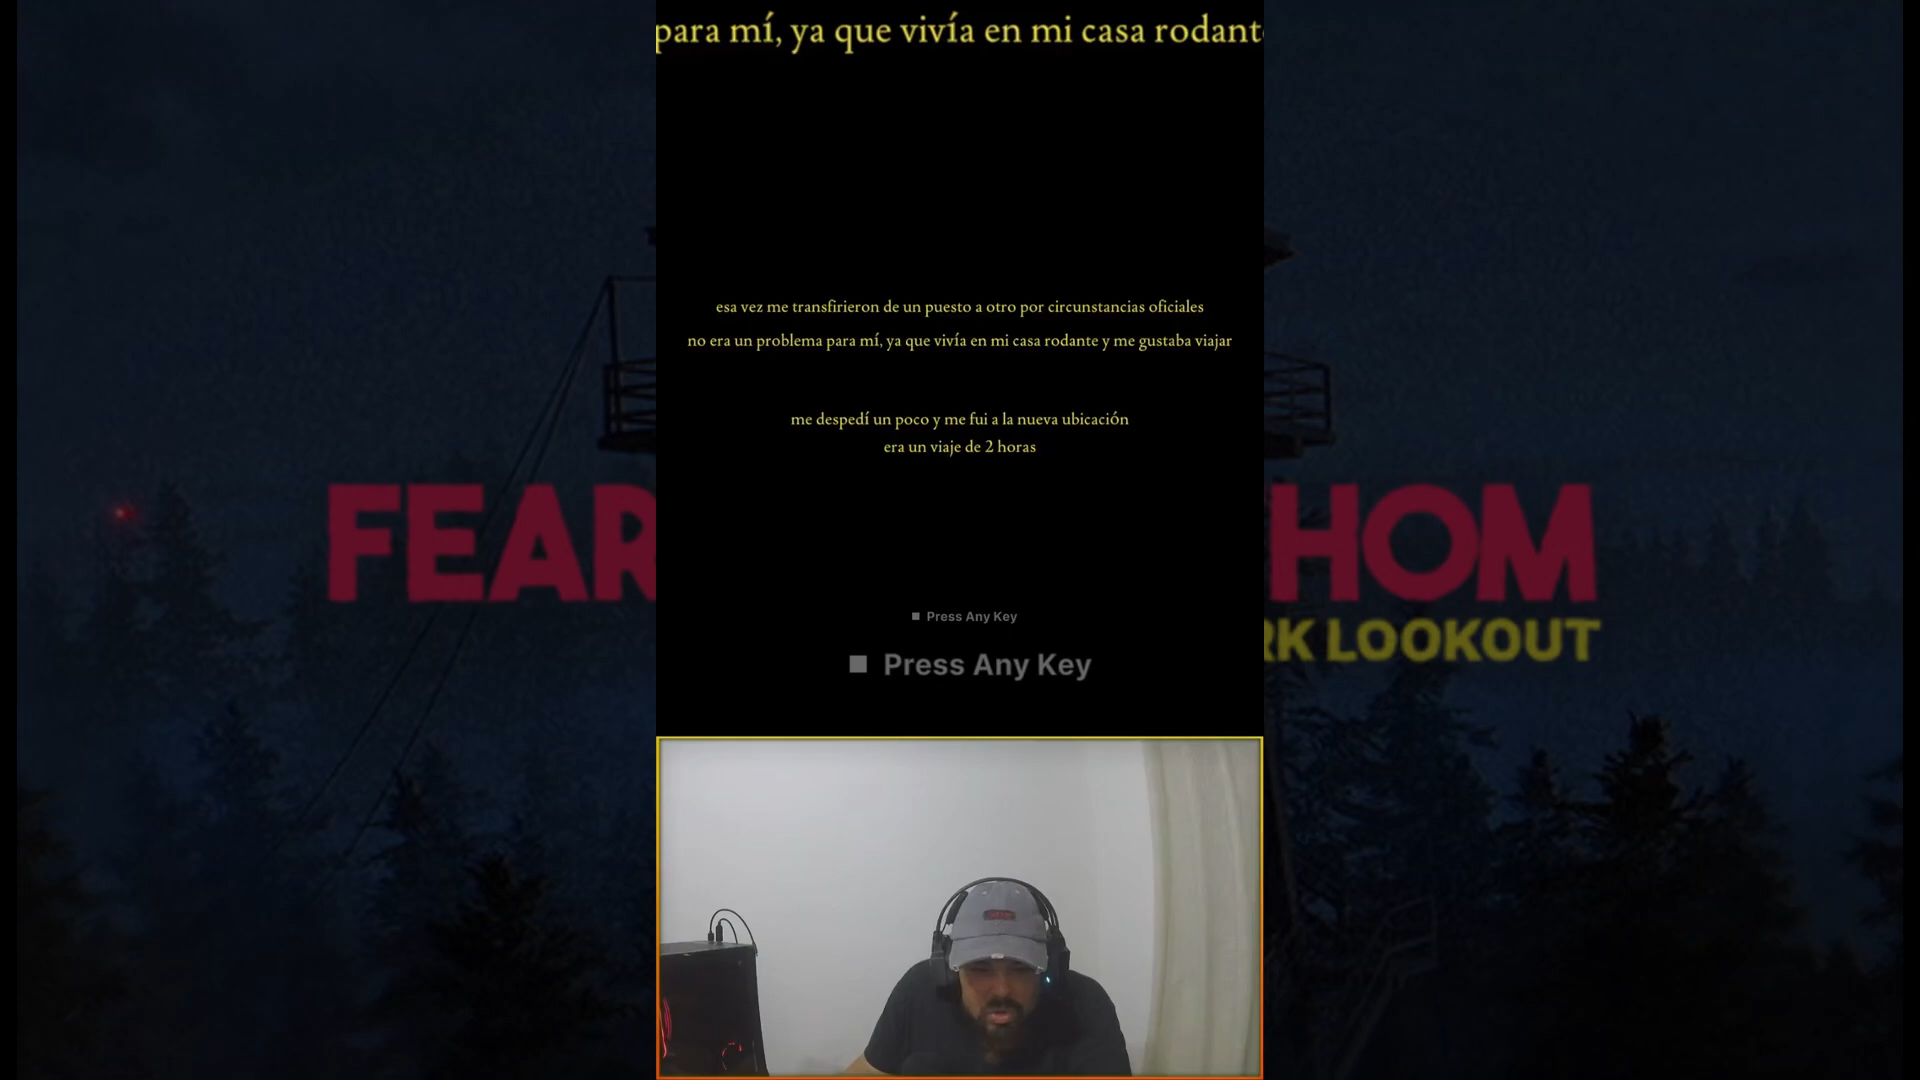 para mí, ya que vivía en mi casa rodant
esa vez me transfirieron de un puesto a otro por circunstancias oficiales
no era un problema para mí, ya que vivía en mi casa rodante y me gustaba viajar
me despedí un poco y me fui a la nueva ubicación
era un viaje de 2 horas
FEAR HOM
RK LOOKOUT
Press Any Key
Press Any Key